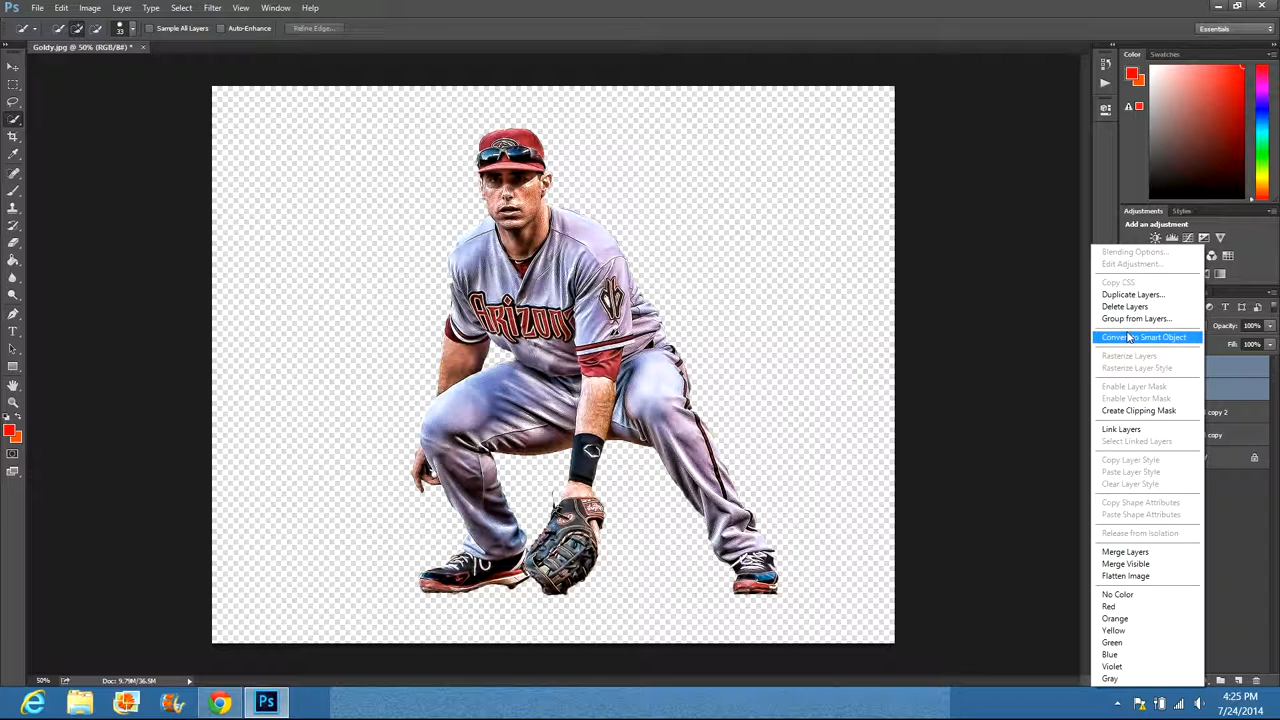 Ps File Edit Image Layer Type Select Filter View Window Help
33 Sample All Layers Auto-Enhance Refine Edge... Essentials
Goldy.jpg @ 50% (RGB/8#) * ×
Color Swatches
Adjustments Styles
Add an adjustment
Blending Options...
Edit Adjustment...
Copy CSS
Duplicate Layers...
Delete Layers
Group from Layers...
Opacity: 100%
Convert to Smart Object
Fill: 100%
Rasterize Layers
Rasterize Layer Style
Enable Layer Mask
Enable Vector Mask
Create Clipping Mask
copy 2
Link Layers
copy
Select Linked Layers
Copy Layer Style
Paste Layer Style
Clear Layer Style
Copy Shape Attributes
Paste Shape Attributes
Release from Isolation
Merge Layers
Merge Visible
Flatten Image
No Color
Red
Orange
Yellow
Green
Blue
Violet
Gray
Arizon
50% Doc: 9.79M/36.5M
Ps
4:25 PM
7/24/2014